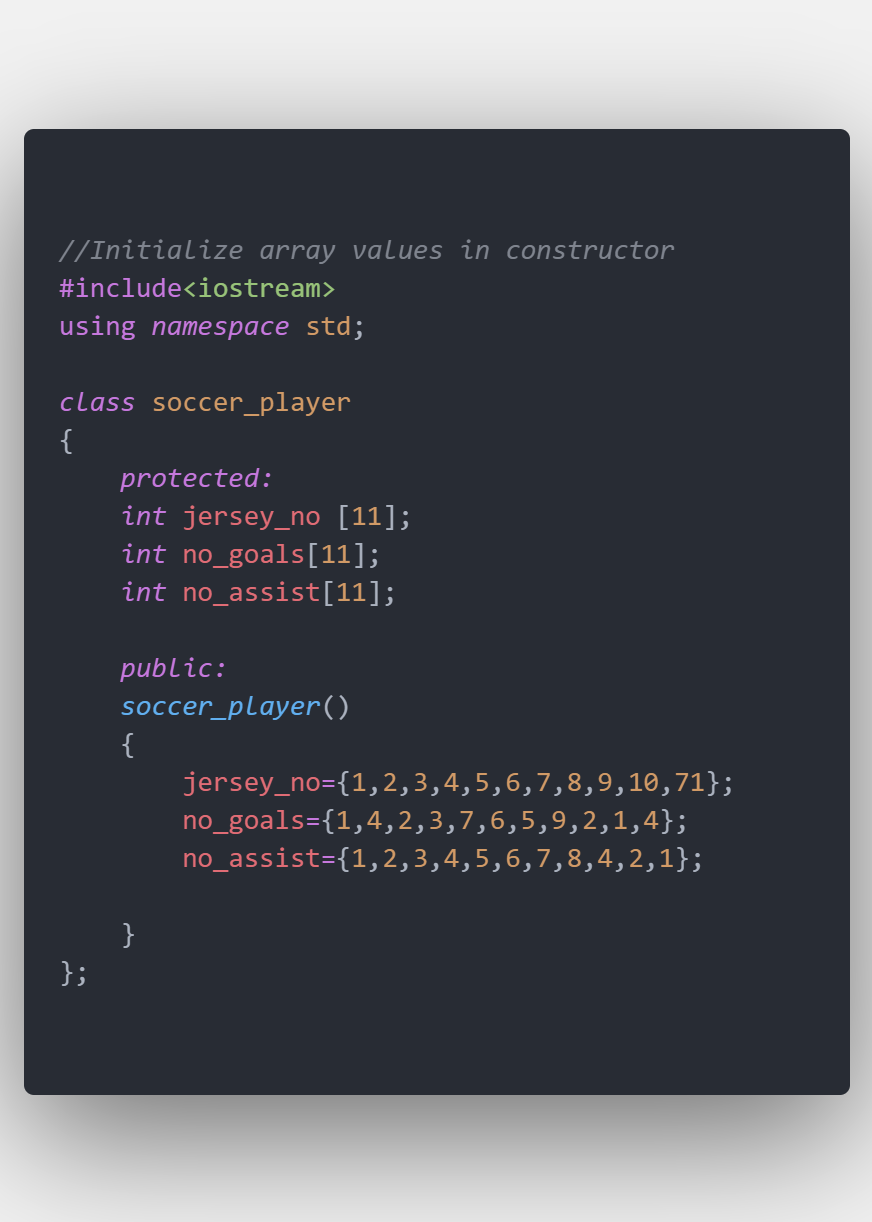 //Initialize array values in constructor
#include<iostream>
using namespace std;
class soccer_player
{
protected:
int jersey_no [11];
int no_goals[11];
int no_assist[11];
public:
soccer_player()
{
jersey_no={1,2,3,4,5,6,7,8,9,10,71};
no_goals={1,4,2,3,7,6,5,9,2,1,4};
no_assist={1,2,3,4,5,6,7,8,4,2,1};
}
};